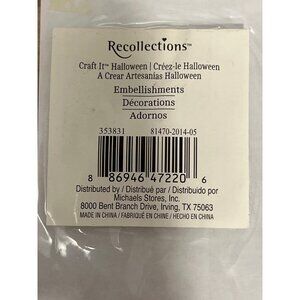 Recollections™
Craft It™ Halloween | Créez-le Halloween
A Crear Artesanías Halloween
Embellishments
Décorations
Adornos
353831 81470-2014-05
8 86946 47220 6
Distributed by / Distribué par / Distribuido por
Michaels Stores, Inc.
8000 Bent Branch Drive, Irving, TX 75063
MADE IN CHINA / FABRIQUÉ EN CHINE / HECHO EN CHINA